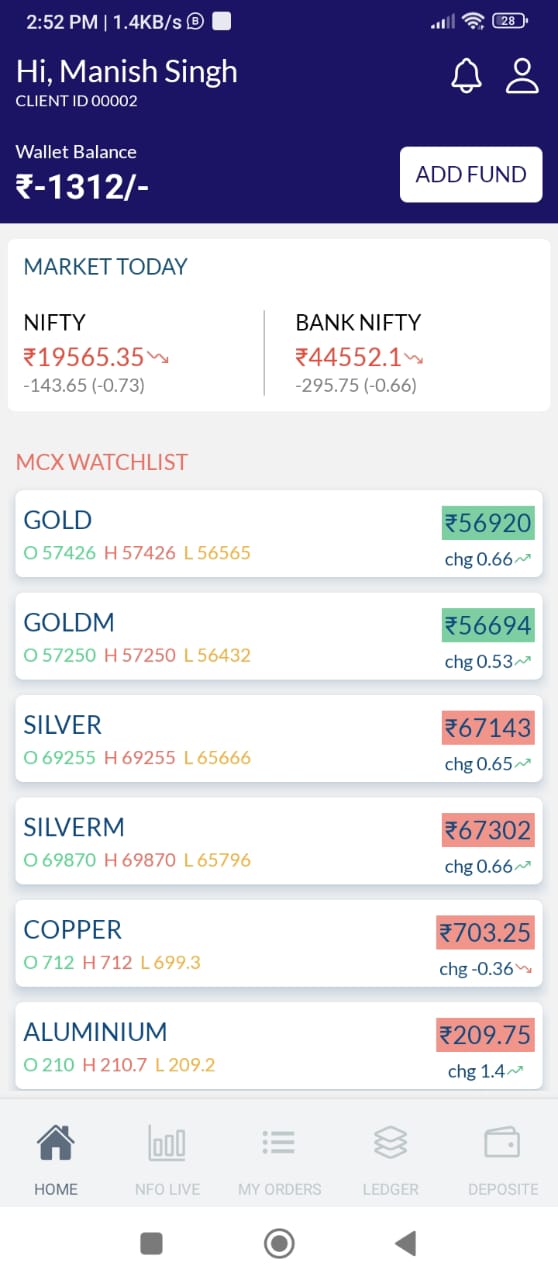 2:52 PM | 1.4KB/s B
28
Hi, Manish Singh
CLIENT ID 00002
Wallet Balance
₹-1312/-
ADD FUND
MARKET TODAY
NIFTY
₹19565.35
-143.65 (-0.73)
BANK NIFTY
₹44552.1
-295.75 (-0.66)
MCX WATCHLIST
GOLD
₹56920
O 57426 H 57426 L 56565
chg 0.66
GOLDM
₹56694
O 57250 H 57250 L 56432
chg 0.53
SILVER
₹67143
O 69255 H 69255 L 65666
chg 0.65
SILVERM
₹67302
O 69870 H 69870 L 65796
chg 0.66
COPPER
₹703.25
O 712 H 712 L 699.3
chg -0.36
ALUMINIUM
₹209.75
O 210 H 210.7 L 209.2
chg 1.4
HOME
NFO LIVE
MY ORDERS
LEDGER
DEPOSITE